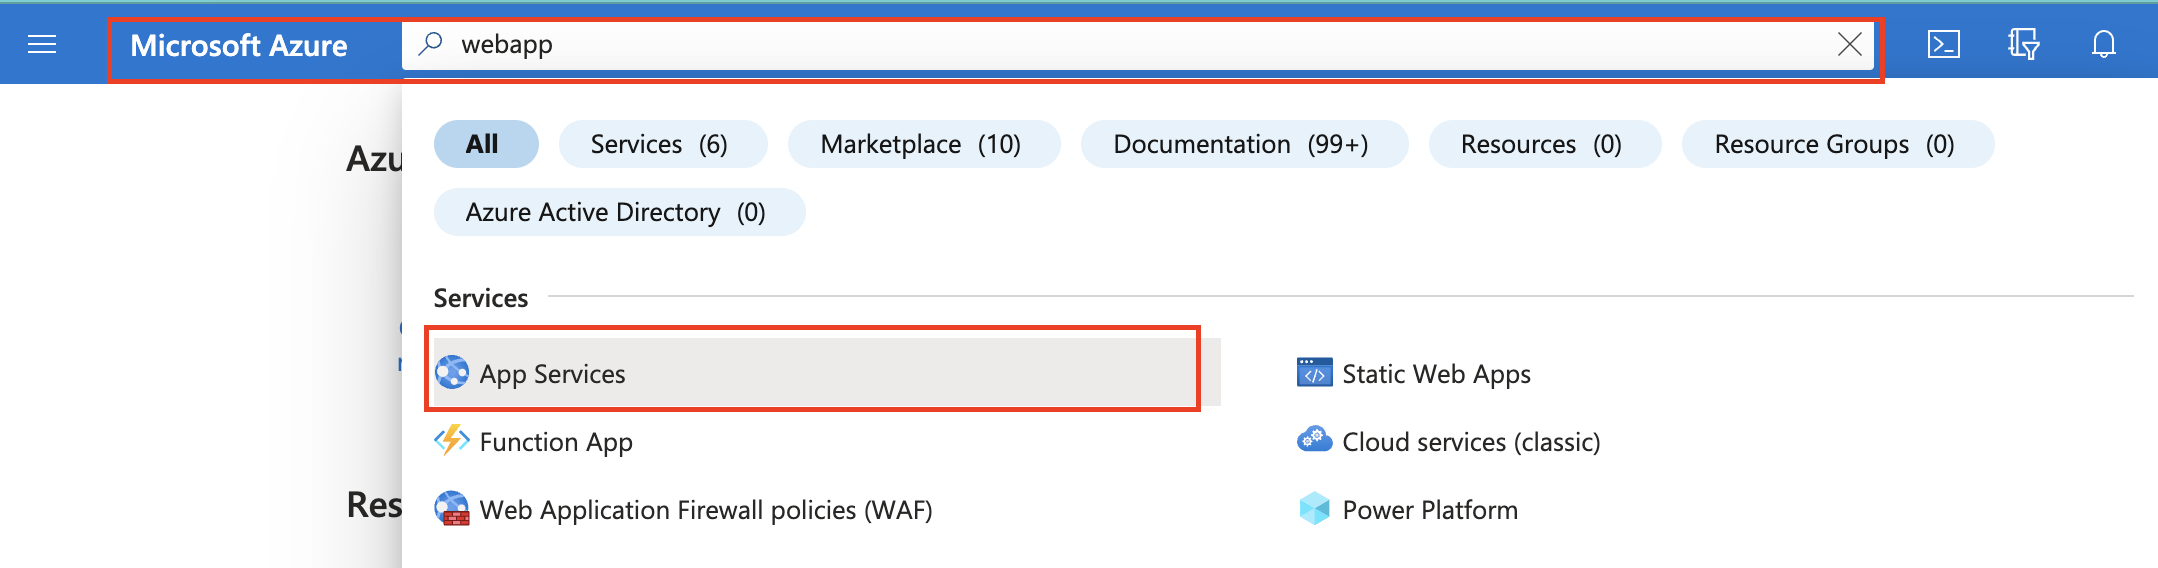 Microsoft Azure webapp
All Services (6) Marketplace (10) Documentation (99+) Resources (0) Resource Groups (0)
Azu
Azure Active Directory (0)
Services
App Services Static Web Apps
Function App Cloud services (classic)
Res
Web Application Firewall policies (WAF) Power Platform